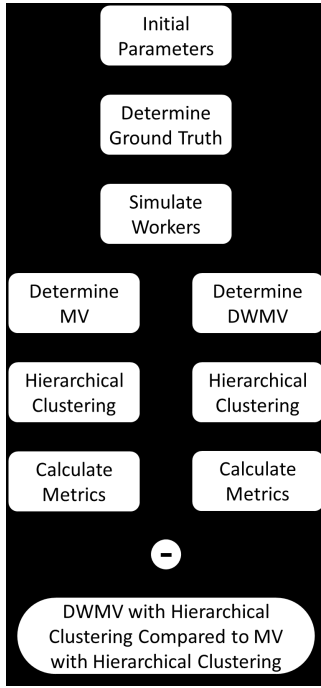 Initial
Parameters
Determine
Ground Truth
Simulate
Workers
Determine
MV
Determine
DWMV
Hierarchical
Clustering
Hierarchical
Clustering
Calculate
Metrics
Calculate
Metrics
-
DWMV with Hierarchical
Clustering Compared to MV
with Hierarchical Clustering